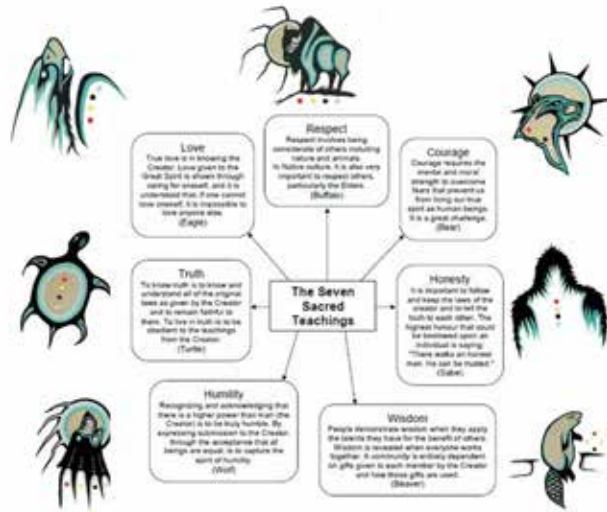 Respect
Respect involves being
considerate of others including
nature and animals.
In Native culture, it is also very
important to respect others,
particularly the Elders.
(Buffalo)
Love
True love is in knowing the
Creator. Love given to the
Great Spirit is shown through
caring for oneself, and it is
understood that, if one cannot
love oneself, it is impossible to
love anyone else.
(Eagle)
Courage
Courage requires the
mental and moral
strength to overcome
fears that prevent us
from living our true
spirit as human beings.
It is a great challenge.
(Bear)
Truth
To know truth is to know and
understand all of the original
laws as given by the Creator
and to remain faithful to
them. To live in truth is to be
obedient to the teachings
from the Creator.
(Turtle)
The Seven
Sacred
Teachings
Honesty
It is important to follow
and keep the laws of the
creator and to tell the
truth to each other. The
highest honour that could
be bestowed upon an
individual is saying:
"There walks an honest
man. He can be trusted."
(Sabe)
Humility
Recognizing and acknowledging that
there is a higher power than man (the
Creator) is to be truly humble. By
expressing submission to the Creator,
through the acceptance that all
beings are equal, is to capture the
spirit of humility.
(Wolf)
Wisdom
People demonstrate wisdom when they apply
the talents they have for the benefit of others.
Wisdom is revealed when everyone works
together. A community is entirely dependent
on gifts given to each member by the Creator
and how those gifts are used.
(Beaver)